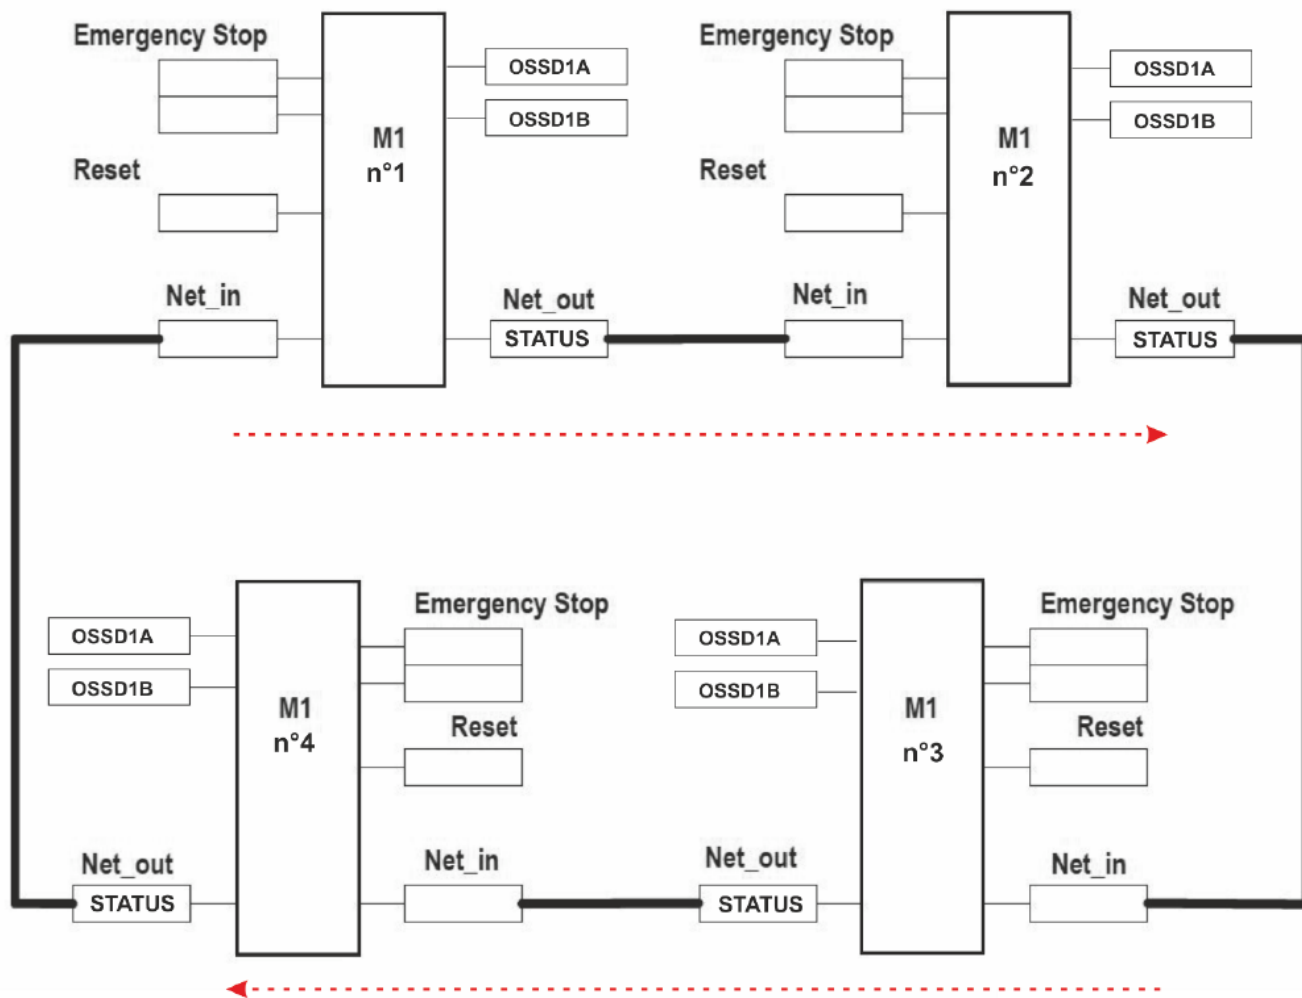 Emergency Stop
OSSD1A
OSSD1B
M1
n°1
Reset
Net_in
Net_out
STATUS
Emergency Stop
OSSD1A
OSSD1B
M1
n°2
Reset
Net_in
Net_out
STATUS
OSSD1A
OSSD1B
M1
n°4
Emergency Stop
Reset
Net_out
STATUS
Net_in
OSSD1A
OSSD1B
M1
n°3
Emergency Stop
Reset
Net_out
STATUS
Net_in